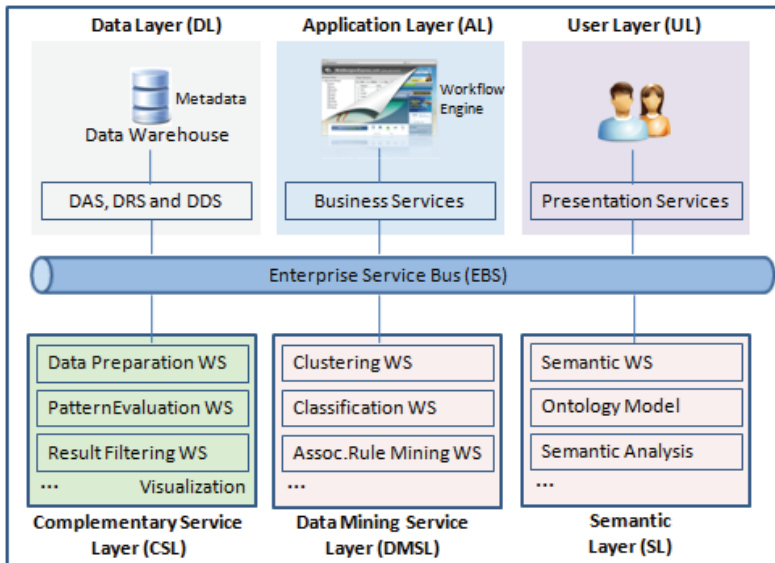 Data Layer (DL)
Application Layer (AL)
User Layer (UL)
Metadata
Data Warehouse
Workflow
Engine
DAS, DRS and DDS
Business Services
Presentation Services
Enterprise Service Bus (EBS)
Data Preparation WS
PatternEvaluation WS
Result Filtering WS
... Visualization
Complementary Service
Layer (CSL)
Clustering WS
Classification WS
Assoc.Rule Mining WS
...
Data Mining Service
Layer (DMSL)
Semantic WS
Ontology Model
Semantic Analysis
...
Semantic
Layer (SL)